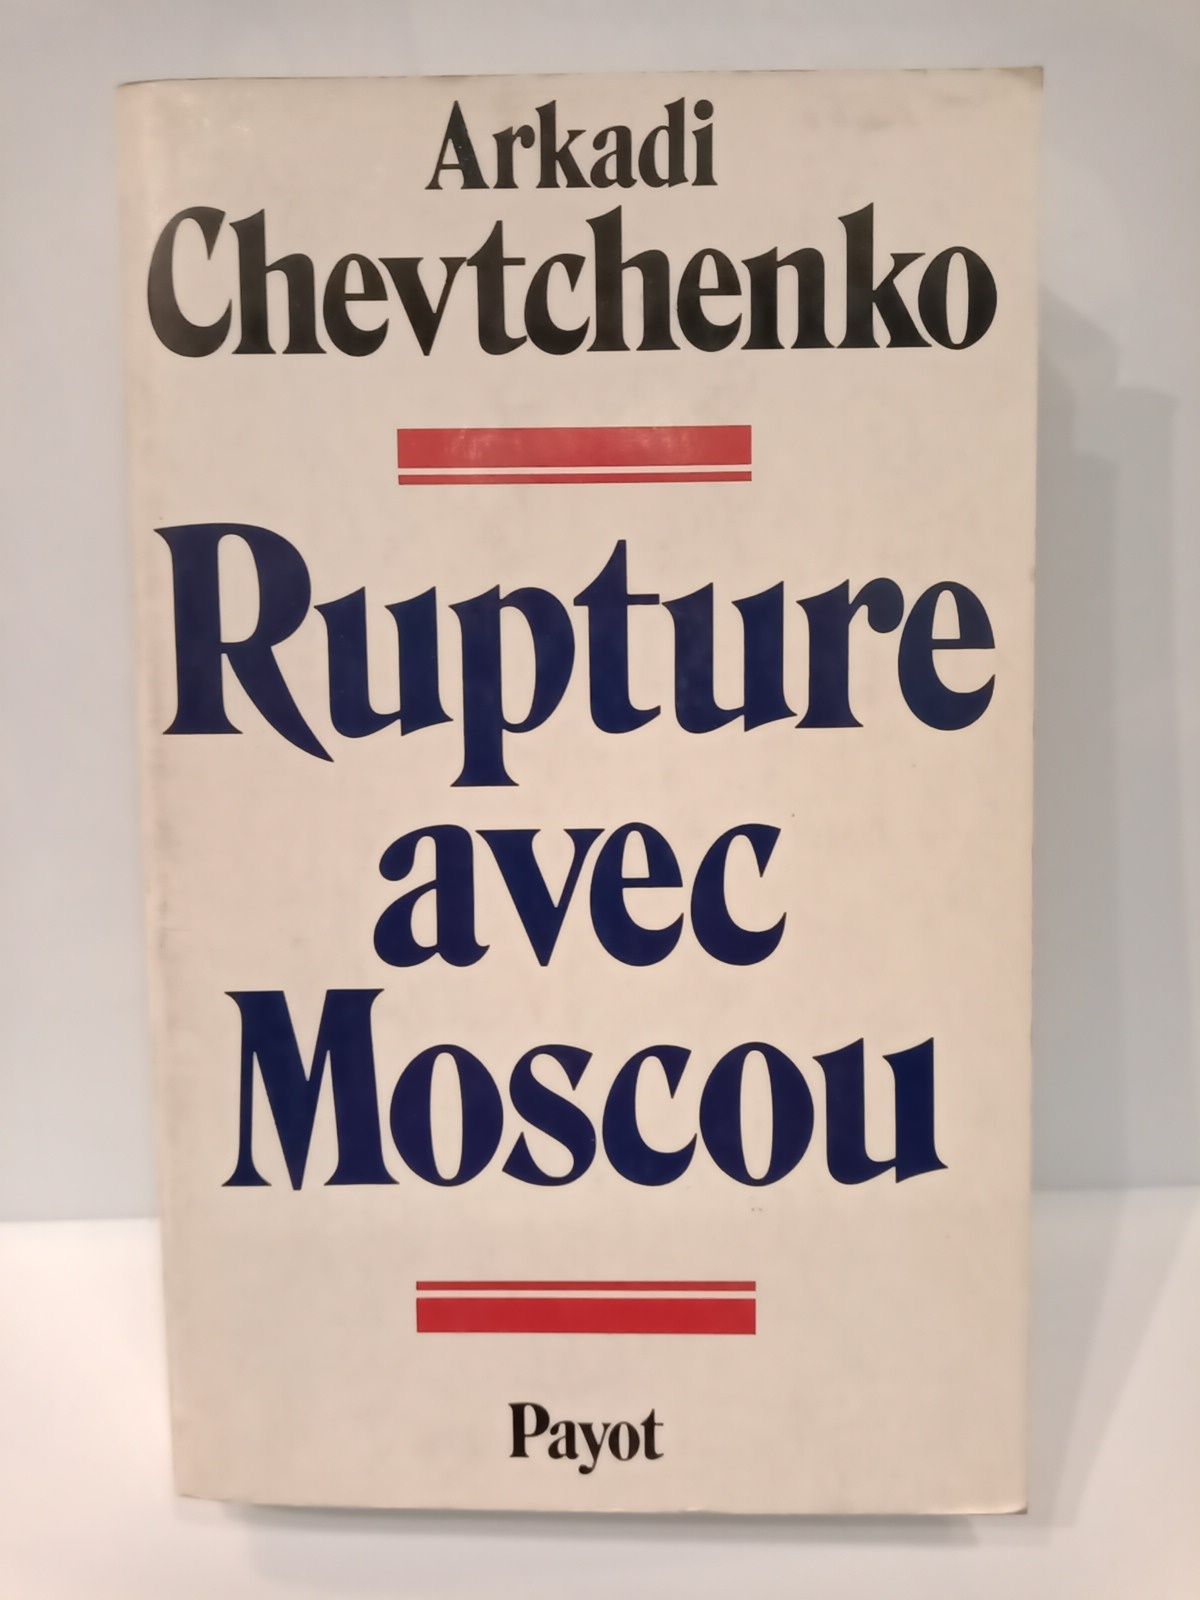 Arkadi
Chevtchenko
Rupture
avec
Moscou
Payot